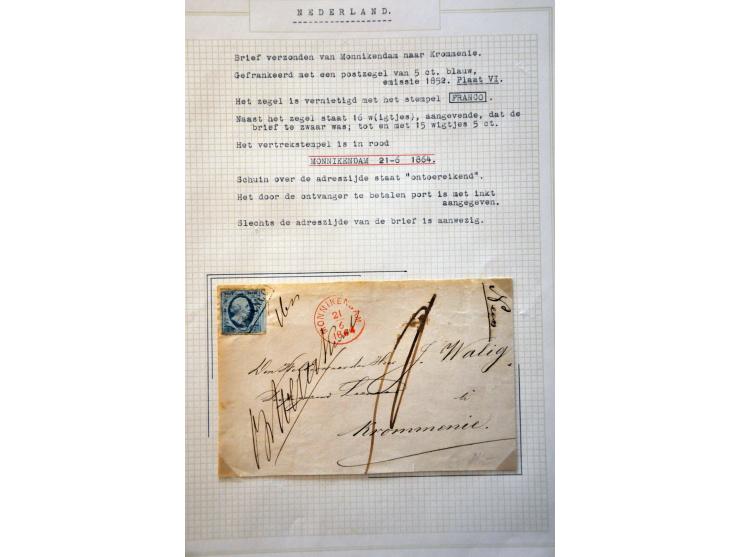 NEDERLAND.
Brief verzonden van Monnikendam naar Krommenie.
Gefrankeerd met een postzegel van 5 ct. blauw,
emissie 1852. Plaat VI.
Het zegel is vernietigd met het stempel FRANCO.
Naast het zegel staat 16 w(igtjes), aangevende, dat de
brief te zwaar was; tot en met 15 wigtjes 5 ct.
Het vertrekstempel is in rood
MONNIKENDAM 21-6 1864.
Schuin over de adreszijde staat "ontoereikend".
Het door de ontvanger te betalen port is met inkt
aangegeven.
Slechts de adreszijde van de brief is aanwezig.
MONNIKENDAM
21
6
1864
J. Walig
Krommenie.